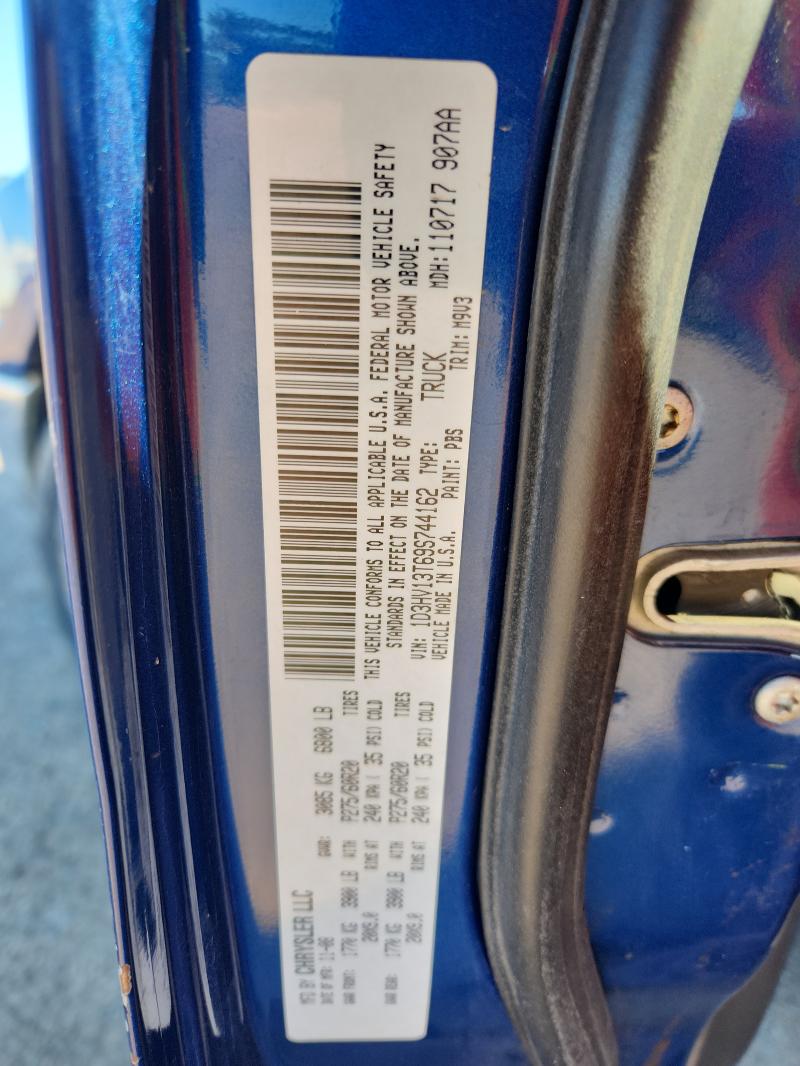 MFG BY CHRYSLER LLC
DATE OF MFR: 11-08 GVWR: 3085 KG 6800 LB
GAWR FRONT: 1770 KG 3900 LB WITH P275/60R20 TIRES
20X9.0 RIMS AT 240 KPA ( 35 PSI) COLD
GAWR REAR: 1770 KG 3900 LB WITH P275/60R20 TIRES
20X9.0 RIMS AT 240 KPA ( 35 PSI) COLD
THIS VEHICLE CONFORMS TO ALL APPLICABLE U.S.A. FEDERAL MOTOR VEHICLE SAFETY
STANDARDS IN EFFECT ON THE DATE OF MANUFACTURE SHOWN ABOVE.
VIN: 1D3HV13T69S744162 TYPE: TRUCK MDH:110717 907AA
VEHICLE MADE IN U.S.A. PAINT: PBS TRIM: M9V3